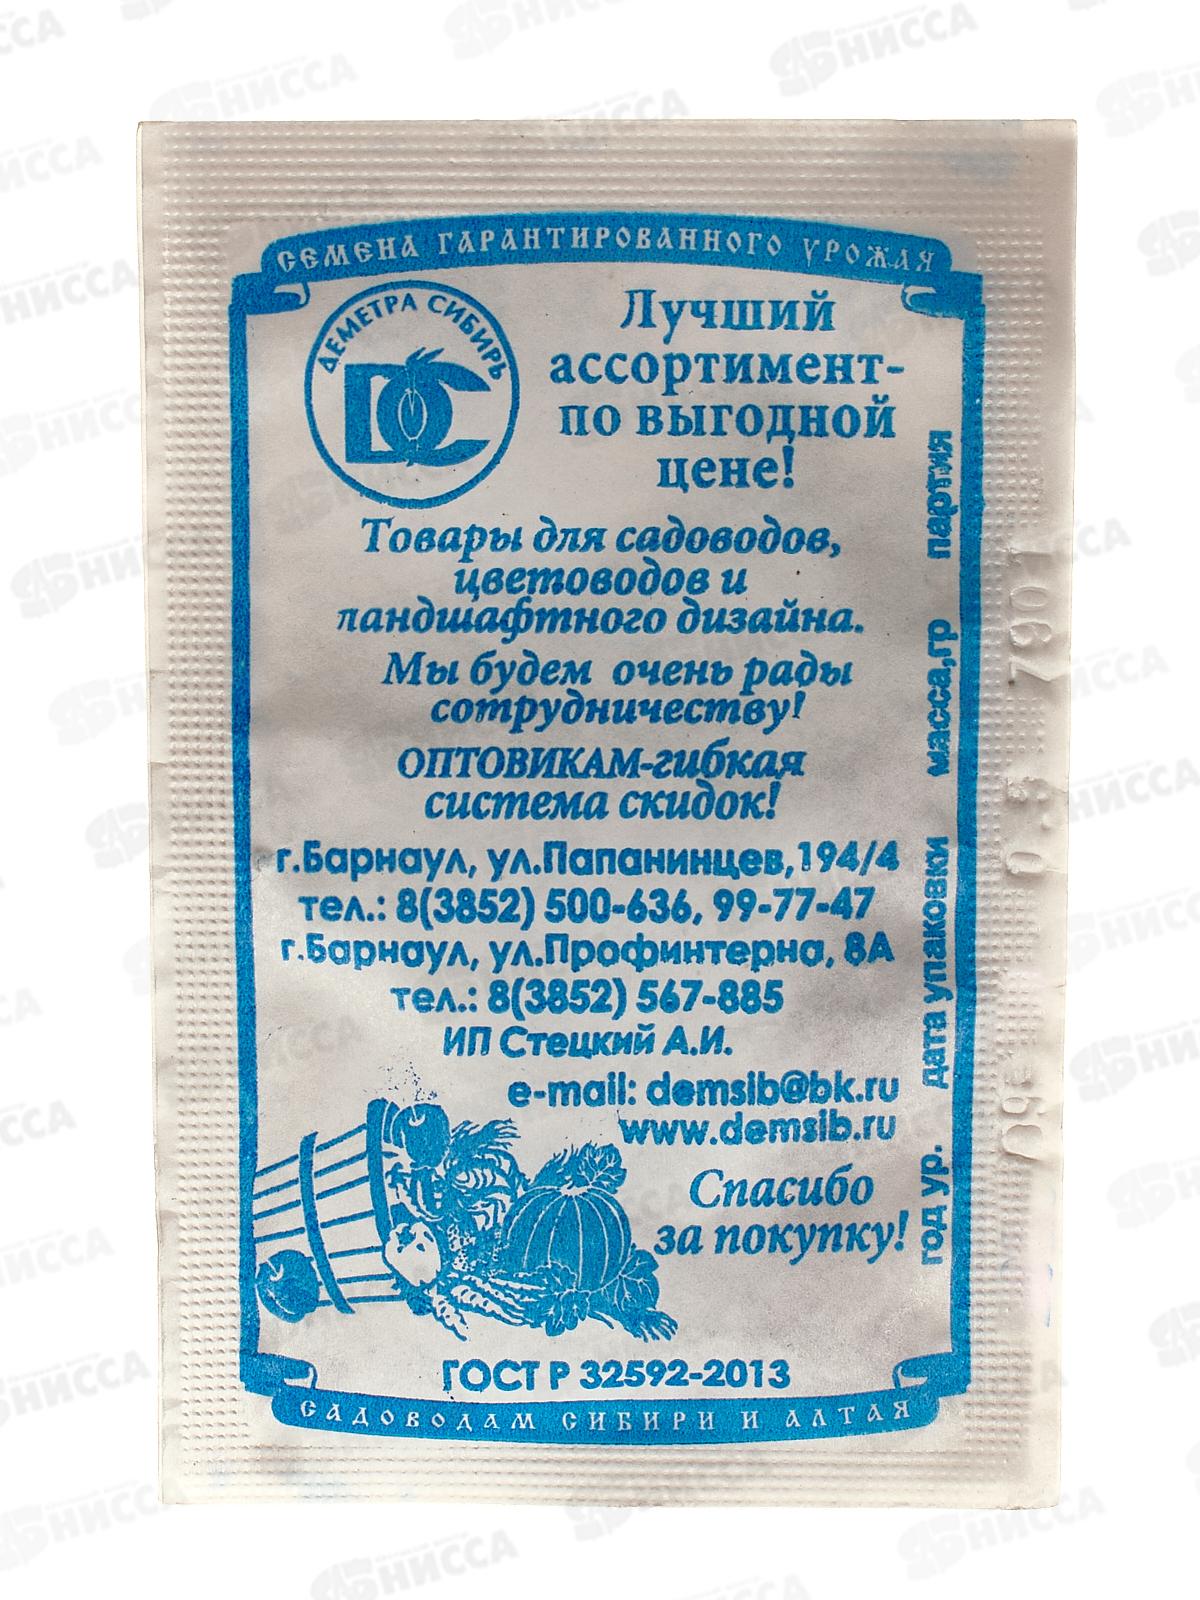 СЕМЕНА ГАРАНТИРОВАННОГО УРОЖАЯ
ДЕМЕТРА СИБИРЬ
ДС
Лучший
ассортимент-
по выгодной
цене!
Товары для садоводов,
цветоводов и
ландшафтного дизайна.
Мы будем очень рады
сотрудничеству!
ОПТОВИКАМ-гибкая
система скидок!
г.Барнаул, ул.Папанинцев,194/4
тел.: 8(3852) 500-636, 99-77-47
г.Барнаул, ул.Профинтерна, 8А
тел.: 8(3852) 567-885
ИП Стецкий А.И.
e-mail: demsib@bk.ru
www.demsib.ru
Спасибо
за покупку!
ГОСТ Р 32592-2013
САДОВОДАМ СИБИРИ И АЛТАЯ
год ур. дата упаковки масса,гр партия
НИССА